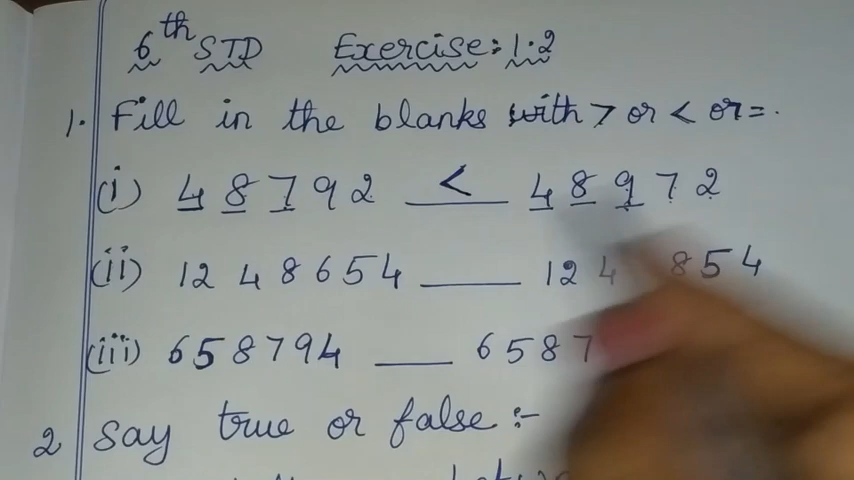 6th STD Exercise: 1.2
1. Fill in the blanks with > or < or =.
(i) 48792 < 48972
(ii) 1248654 ____ 124 854
(iii) 658794 ____ 6587
2 Say true or false :-